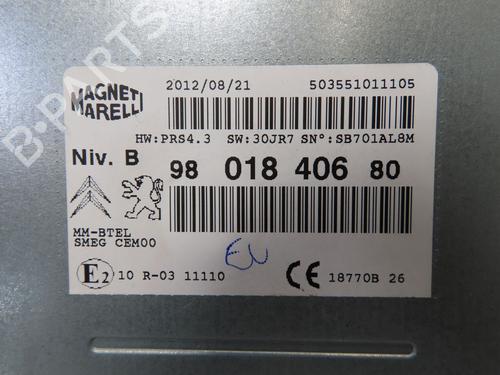 B-PARTS
MAGNETI MARELLI
2012/08/21 503551011105
HW:PRS4.3 SW:30JR7 SN°:SB701AL8M
Niv. B 98 018 406 80
MM-BTEL
SMEG CEM00
E2 10 R-03 11110
EU
CE 18770B 26